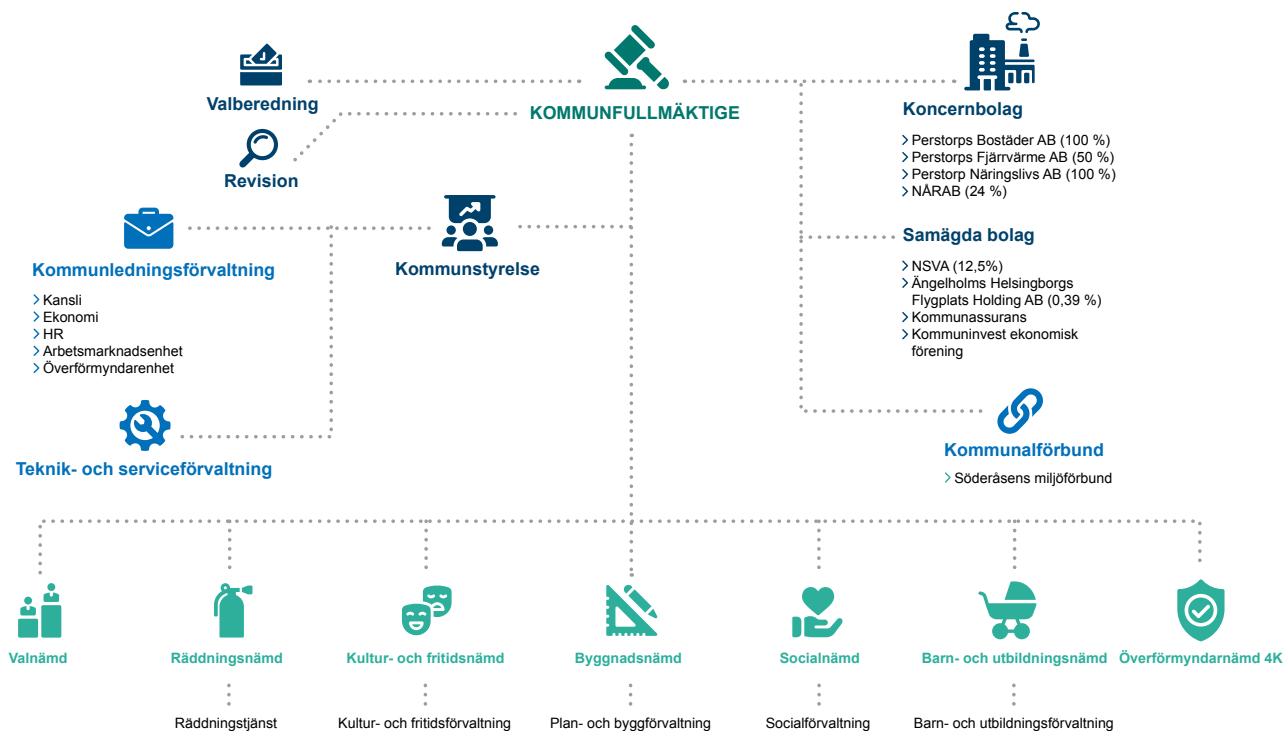 KOMMUNFULLMÄKTIGE
Valberedning
Revision
Kommunstyrelse
Kommunledningsförvaltning
Kansli
Ekonomi
HR
Arbetsmarknadsenhet
Överförmyndarenhet
Teknik- och serviceförvaltning
Koncernbolag
Perstorps Bostäder AB (100 %)
Perstorps Fjärrvärme AB (50 %)
Perstorp Näringslivs AB (100 %)
NÅRAB (24 %)
Samägda bolag
NSVA (12,5%)
Ängelholms Helsingborgs
Flygplats Holding AB (0,39 %)
Kommunassurans
Kommuninvest ekonomisk
förening
Kommunalförbund
Söderåsens miljöförbund
Valnämd
Räddningsnämd
Kultur- och fritidsnämd
Byggnadsnämd
Socialnämd
Barn- och utbildningsnämd
Överförmyndarnämd 4K
Räddningstjänst
Kultur- och fritidsförvaltning
Plan- och byggförvaltning
Socialförvaltning
Barn- och utbildningsförvaltning